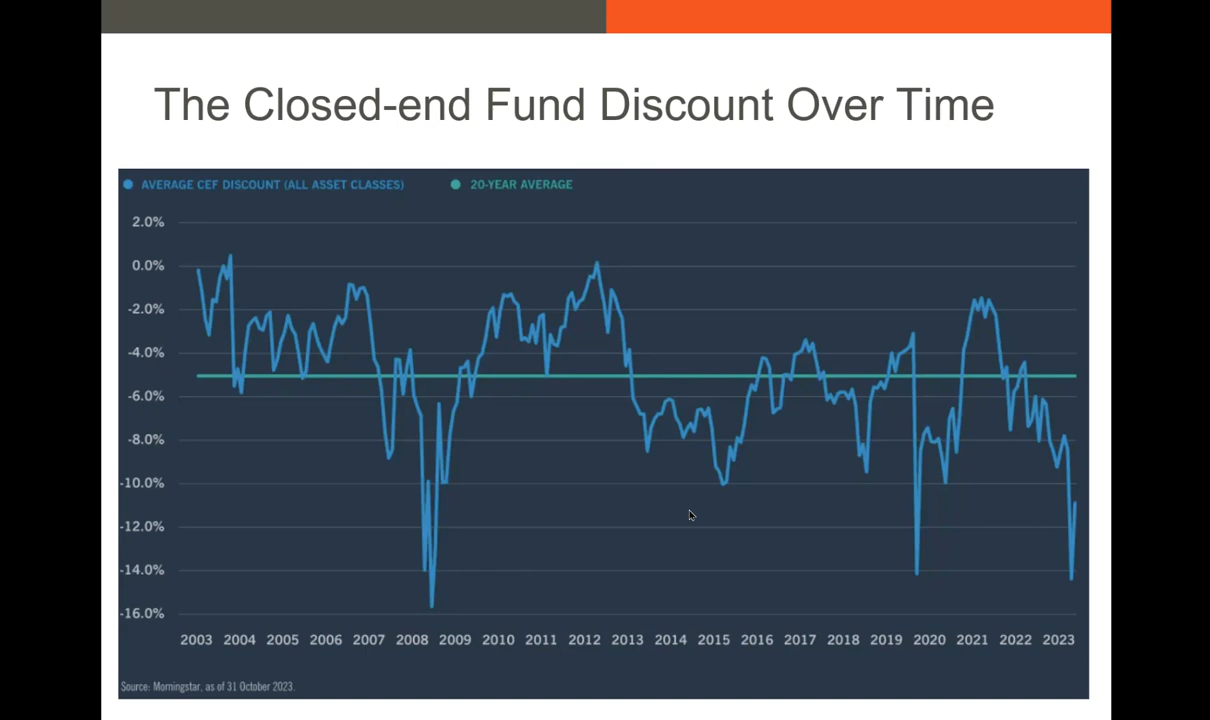 The Closed-end Fund Discount Over Time
AVERAGE CEF DISCOUNT (ALL ASSET CLASSES) 20-YEAR AVERAGE
2.0%
0.0%
-2.0%
-4.0%
-6.0%
-8.0%
-10.0%
-12.0%
-14.0%
-16.0%
2003 2004 2005 2006 2007 2008 2009 2010 2011 2012 2013 2014 2015 2016 2017 2018 2019 2020 2021 2022 2023
Source: Morningstar, as of 31 October 2023.